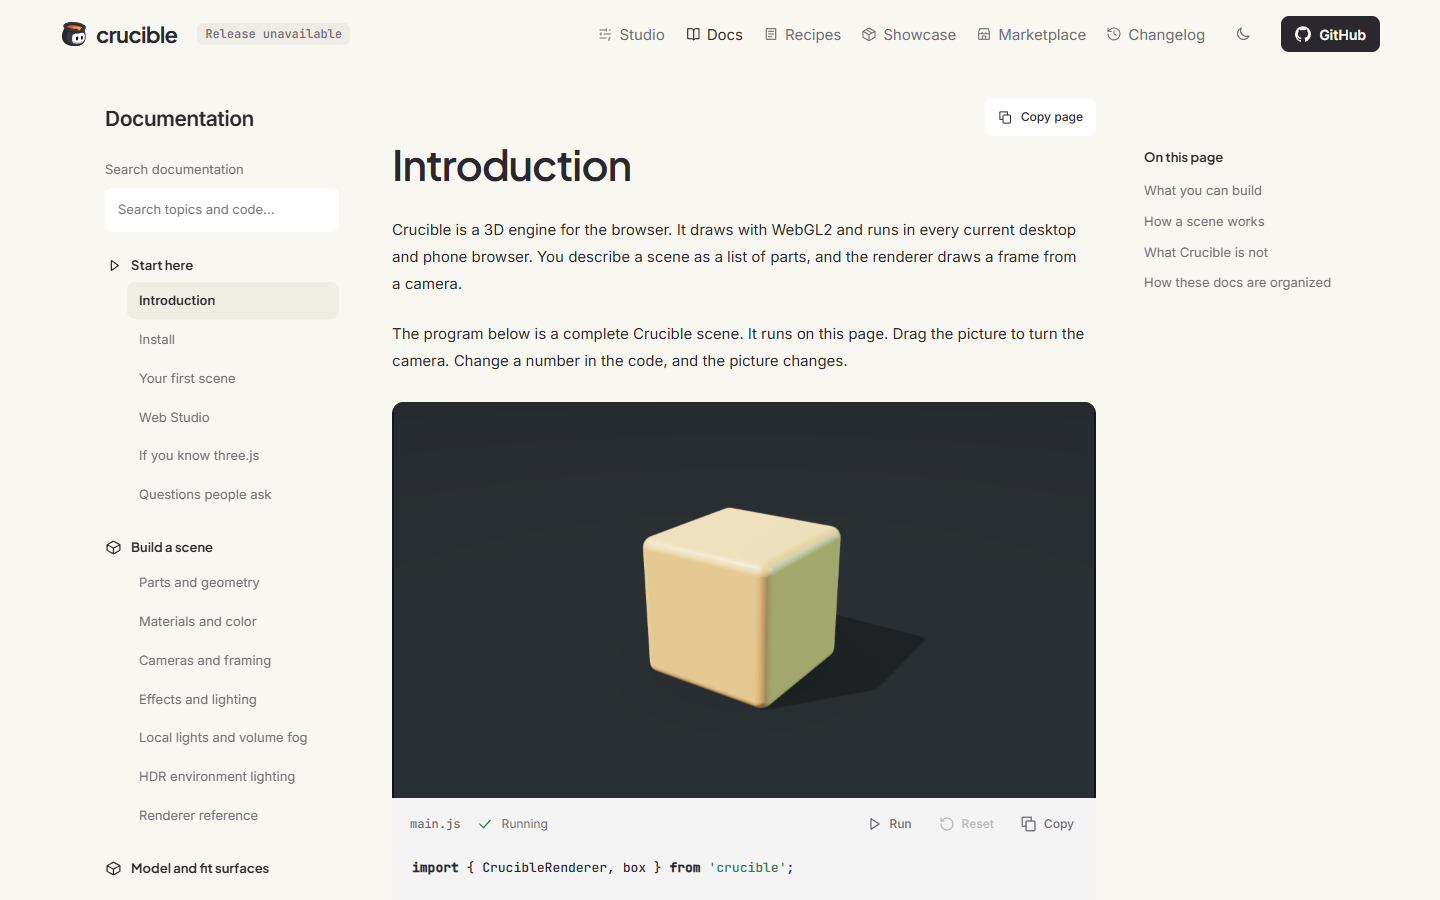 crucible
Release unavailable
Studio
Docs
Recipes
Showcase
Marketplace
Changelog
GitHub
Documentation
Search documentation
Search topics and code...
Start here
Introduction
Install
Your first scene
Web Studio
If you know three.js
Questions people ask
Build a scene
Parts and geometry
Materials and color
Cameras and framing
Effects and lighting
Local lights and volume fog
HDR environment lighting
Renderer reference
Model and fit surfaces
Copy page
Introduction
Crucible is a 3D engine for the browser. It draws with WebGL2 and runs in every current desktop
and phone browser. You describe a scene as a list of parts, and the renderer draws a frame from
a camera.
The program below is a complete Crucible scene. It runs on this page. Drag the picture to turn the
camera. Change a number in the code, and the picture changes.
main.js
Running
Run
Reset
Copy
import { CrucibleRenderer, box } from 'crucible';
On this page
What you can build
How a scene works
What Crucible is not
How these docs are organized